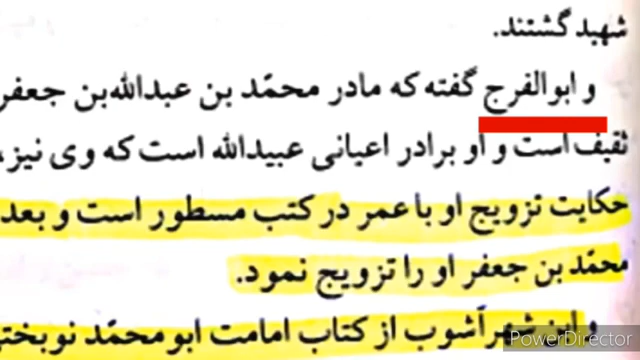 شهید گشتند.
و ابوالفرج گفته که مادر محمّد بن عبدالله‌بن جعفر
ثقیف است و او برادر اعیانی عبیدالله است که وی نیز،
حکایت تزویج او با عمر در کتب مسطور است و بعد
محمّد بن جعفر او را تزویج نمود.
و ابن شهرآشوب از کتاب امامت ابومحمّد نوبختی
PowerDirector